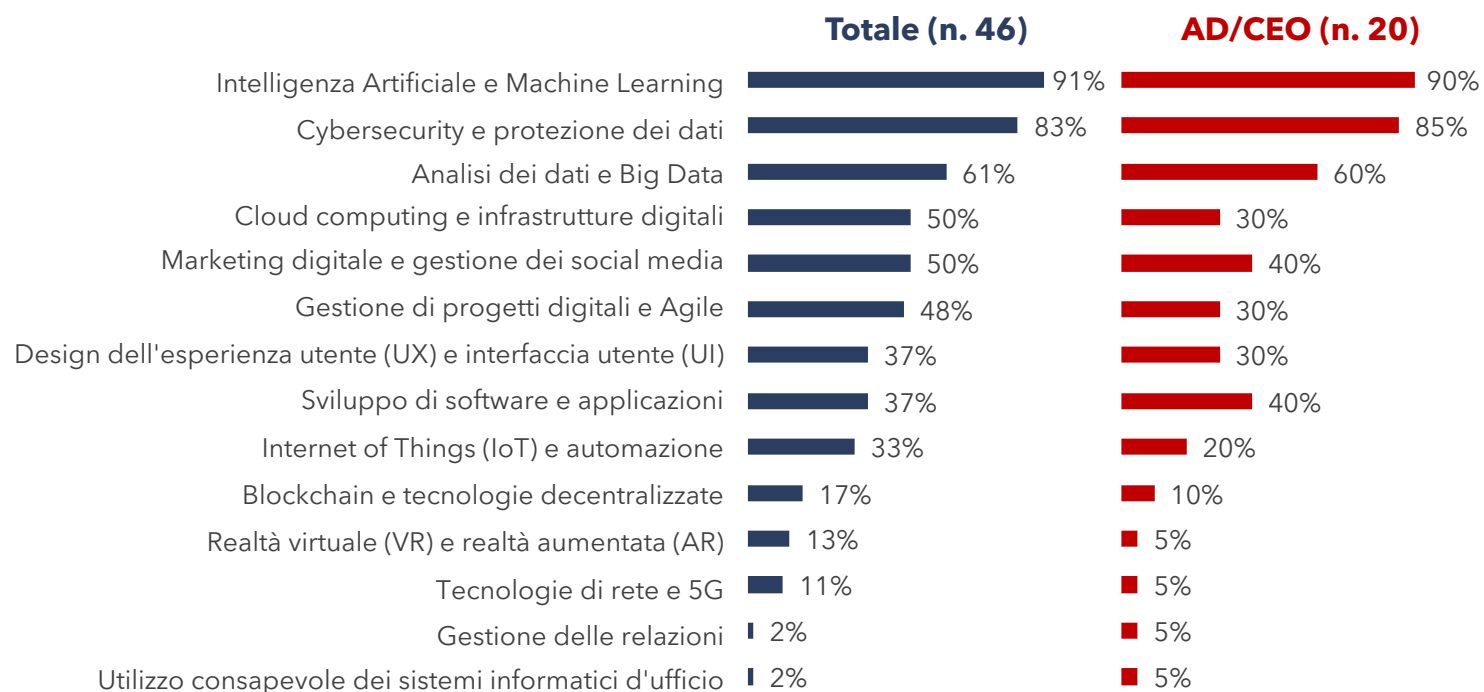 Totale (n. 46) AD/CEO (n. 20)
Intelligenza Artificiale e Machine Learning 91% 90%
Cybersecurity e protezione dei dati 83% 85%
Analisi dei dati e Big Data 61% 60%
Cloud computing e infrastrutture digitali 50% 30%
Marketing digitale e gestione dei social media 50% 40%
Gestione di progetti digitali e Agile 48% 30%
Design dell'esperienza utente (UX) e interfaccia utente (UI) 37% 30%
Sviluppo di software e applicazioni 37% 40%
Internet of Things (IoT) e automazione 33% 20%
Blockchain e tecnologie decentralizzate 17% 10%
Realtà virtuale (VR) e realtà aumentata (AR) 13% 5%
Tecnologie di rete e 5G 11% 5%
Gestione delle relazioni 2% 5%
Utilizzo consapevole dei sistemi informatici d'ufficio 2% 5%